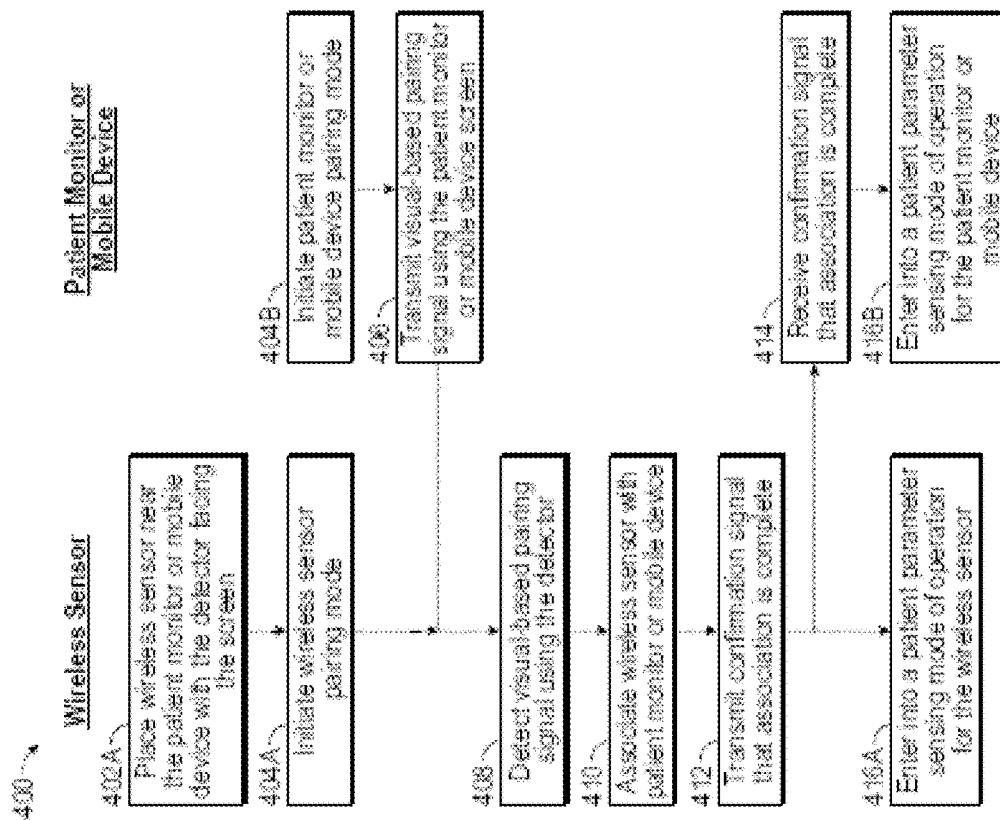 400
Wireless Sensor
402A
Place wireless sensor near
the patient monitor or mobile
device with the detector facing
the screen
404A
Initiate wireless sensor
pairing mode
408
Detect visual-based pairing
signal using the detector
410
Associate wireless sensor with
patient monitor or mobile device
412
Transmit confirmation signal
that association is complete
416A
Enter into a patient parameter
sensing mode of operation
for the wireless sensor
Patient Monitor or
Mobile Device
404B
Initiate patient monitor or
mobile device pairing mode
406
Transmit visual-based pairing
signal using the patient monitor
or mobile device screen
414
Receive confirmation signal
that association is complete
416B
Enter into a patient parameter
sensing mode of operation
for the patient monitor or
mobile device